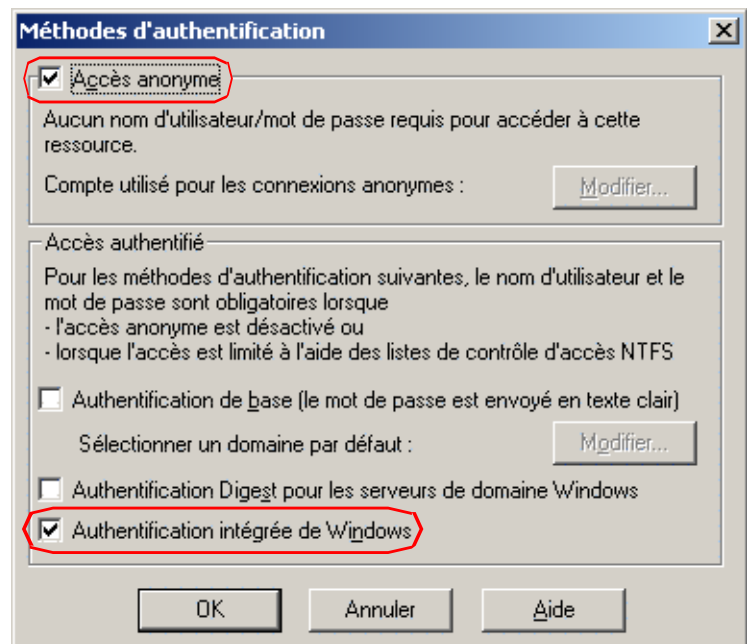 Méthodes d'authentification
Accès anonyme
Aucun nom d'utilisateur/mot de passe requis pour accéder à cette
ressource.
Compte utilisé pour les connexions anonymes :
Modifier...
Accès authentifié
Pour les méthodes d'authentification suivantes, le nom d'utilisateur et le
mot de passe sont obligatoires lorsque
- l'accès anonyme est désactivé ou
- lorsque l'accès est limité à l'aide des listes de contrôle d'accès NTFS
Authentification de base (le mot de passe est envoyé en texte clair)
Sélectionner un domaine par défaut :
Modifier...
Authentification Digest pour les serveurs de domaine Windows
Authentification intégrée de Windows
OK
Annuler
Aide